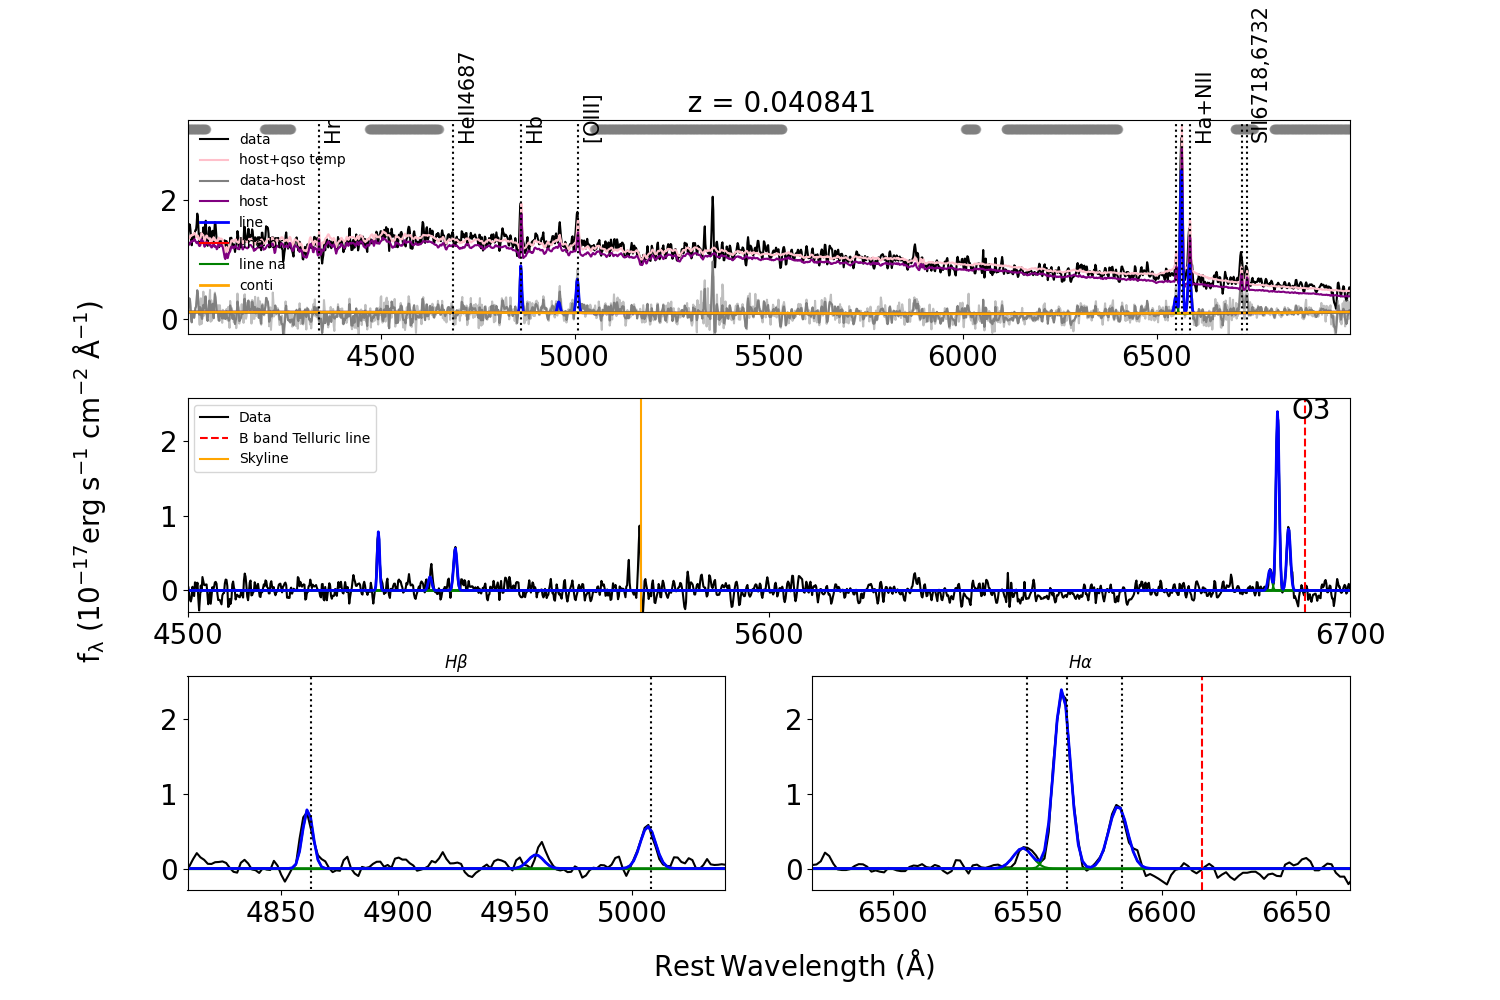 z = 0.040841
Hr
HeII4687
Hb
[OIII]
Ha+NII
SII6718,6732
data
host+qso temp
data-host
host
line
line na
conti
2
0
4500 5000 5500 6000 6500
Data
B band Telluric line
Skyline
O3
2
1
0
4500 5600 6700
fλ (10−17erg s−1 cm−2 Å−1)
Hβ
2
1
0
4850 4900 4950 5000
Hα
2
1
0
6500 6550 6600 6650
Rest Wavelength (Å)